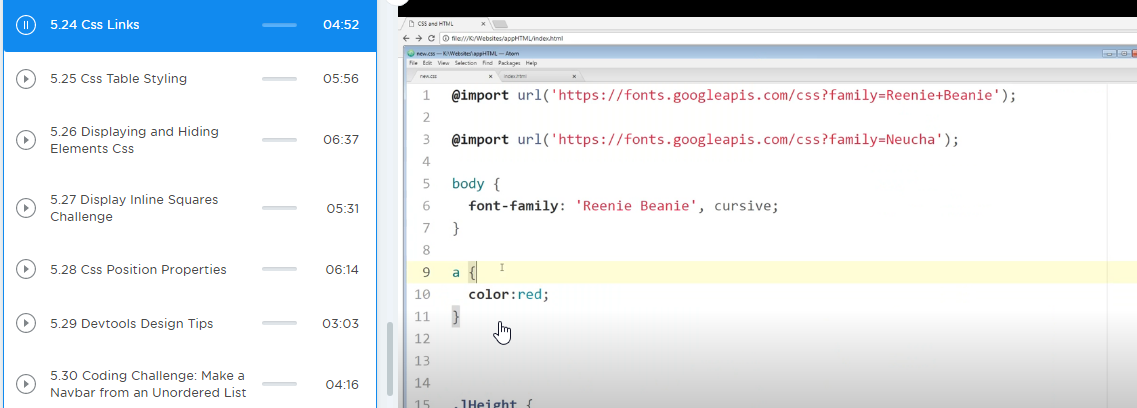 5.24 Css Links
04:52
5.25 Css Table Styling
05:56
5.26 Displaying and Hiding
Elements Css
06:37
5.27 Display Inline Squares
Challenge
05:31
5.28 Css Position Properties
06:14
5.29 Devtools Design Tips
03:03
5.30 Coding Challenge: Make a
Navbar from an Unordered List
04:16
CSS and HTML
file:///K:/Websites/appHTML/index.html
new.css — K:\Websites\appHTML — Atom
File Edit View Selection Find Packages Help
new.css index.html
1 @import url('https://fonts.googleapis.com/css?family=Reenie+Beanie');
2
3 @import url('https://fonts.googleapis.com/css?family=Neucha');
4
5 body {
6 font-family: 'Reenie Beanie', cursive;
7 }
8
9 a {
10 color:red;
11 }
12
13
14
15 .lHeight {